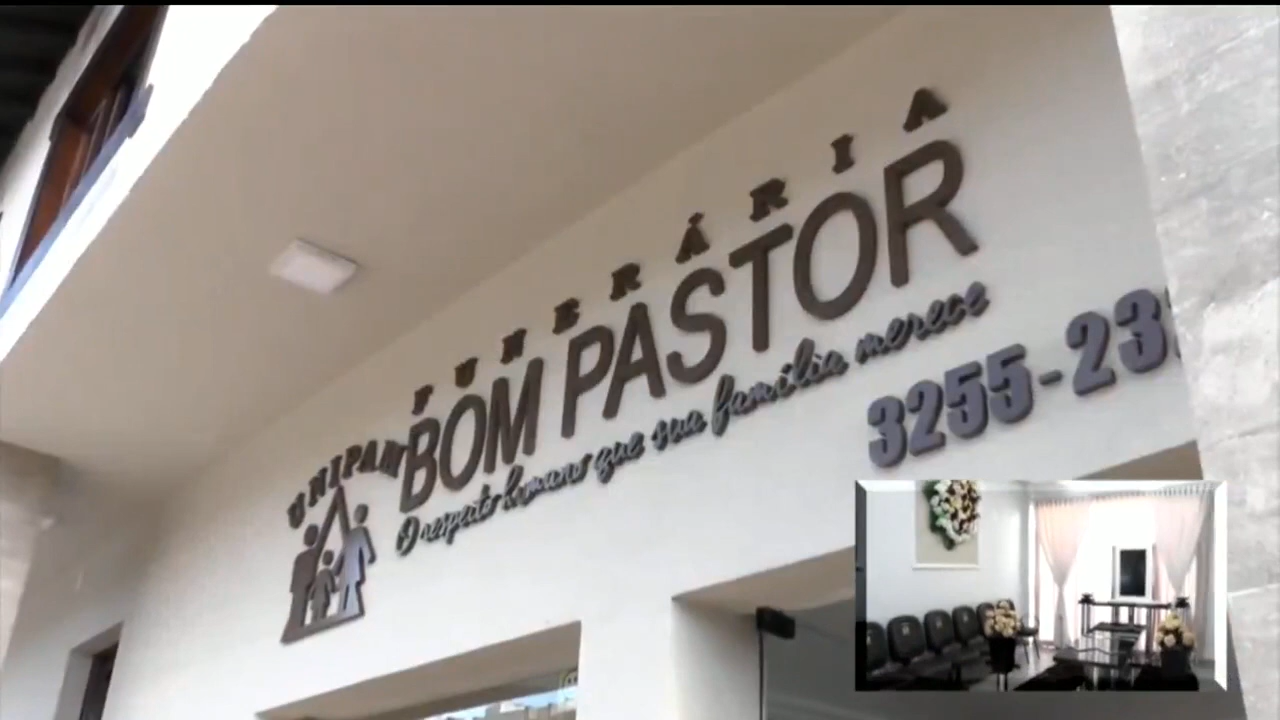 UNIPAM
FUNERÁRIA
BOM PASTOR
O respeito humano que sua família merece
3255-23